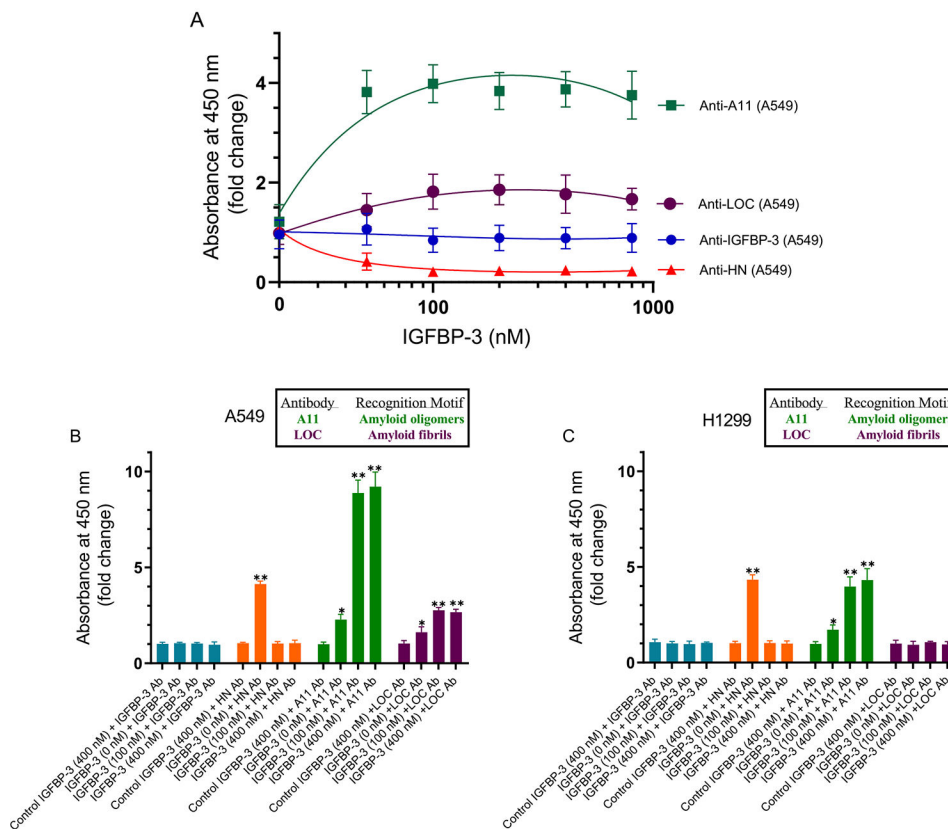 A
Absorbance at 450 nm
(fold change)
4
2
0
0
100
1000
IGFBP-3 (nM)
Anti-A11 (A549)
Anti-LOC (A549)
Anti-IGFBP-3 (A549)
Anti-HN (A549)
B
A549
Antibody Recognition Motif
A11 Amyloid oligomers
LOC Amyloid fibrils
Absorbance at 450 nm
(fold change)
10
5
0
** * ** ** * ** **
Control IGFBP-3 (400 nM) + IGFBP-3 Ab
IGFBP-3 (0 nM) + IGFBP-3 Ab
IGFBP-3 (100 nM) + IGFBP-3 Ab
IGFBP-3 (400 nM) + IGFBP-3 Ab
Control IGFBP-3 (400 nM) + HN Ab
IGFBP-3 (0 nM) + HN Ab
IGFBP-3 (100 nM) + HN Ab
IGFBP-3 (400 nM) + HN Ab
Control IGFBP-3 (400 nM) + A11 Ab
IGFBP-3 (0 nM) + A11 Ab
IGFBP-3 (100 nM) + A11 Ab
IGFBP-3 (400 nM) + A11 Ab
Control IGFBP-3 (400 nM) +LOC Ab
IGFBP-3 (0 nM) +LOC Ab
IGFBP-3 (100 nM) +LOC Ab
IGFBP-3 (400 nM) +LOC Ab
C
H1299
Antibody Recognition Motif
A11 Amyloid oligomers
LOC Amyloid fibrils
Absorbance at 450 nm
(fold change)
10
5
0
** * ** **
Control IGFBP-3 (400 nM) + IGFBP-3 Ab
IGFBP-3 (0 nM) + IGFBP-3 Ab
IGFBP-3 (100 nM) + IGFBP-3 Ab
IGFBP-3 (400 nM) + IGFBP-3 Ab
Control IGFBP-3 (400 nM) + HN Ab
IGFBP-3 (0 nM) + HN Ab
IGFBP-3 (100 nM) + HN Ab
IGFBP-3 (400 nM) + HN Ab
Control IGFBP-3 (400 nM) + A11 Ab
IGFBP-3 (0 nM) + A11 Ab
IGFBP-3 (100 nM) + A11 Ab
IGFBP-3 (400 nM) + A11 Ab
Control IGFBP-3 (400 nM) +LOC Ab
IGFBP-3 (0 nM) +LOC Ab
IGFBP-3 (100 nM) +LOC Ab
IGFBP-3 (400 nM) +LOC Ab